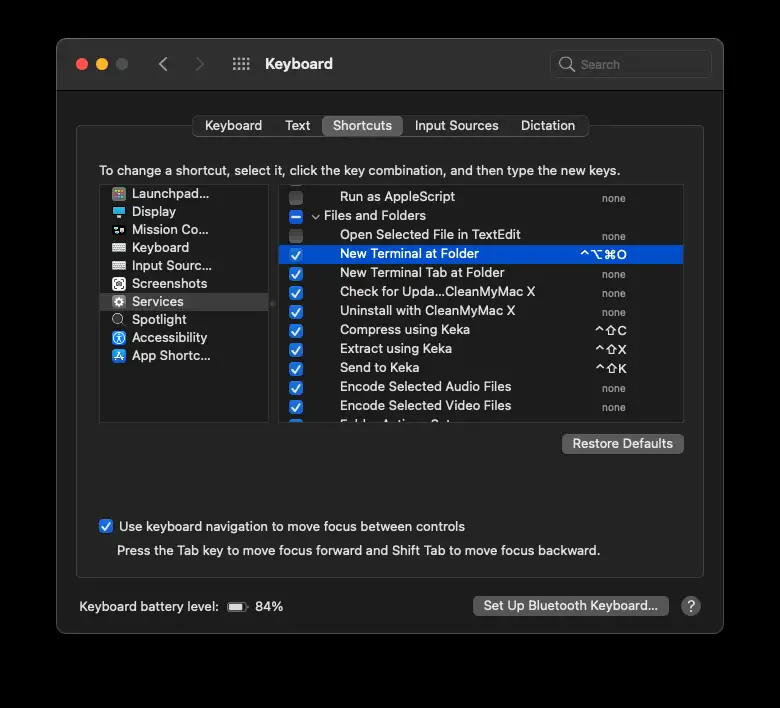 Keyboard
Search
Keyboard Text Shortcuts Input Sources Dictation
To change a shortcut, select it, click the key combination, and then type the new keys.
Launchpad...
Display
Mission Co...
Keyboard
Input Sourc...
Screenshots
Services
Spotlight
Accessibility
App Shortc...
Run as AppleScript none
Files and Folders
Open Selected File in TextEdit none
New Terminal at Folder ^⌥⌘O
New Terminal Tab at Folder none
Check for Upda...CleanMyMac X none
Uninstall with CleanMyMac X none
Compress using Keka ^⇧C
Extract using Keka ^⇧X
Send to Keka ^⇧K
Encode Selected Audio Files none
Encode Selected Video Files none
Restore Defaults
Use keyboard navigation to move focus between controls
Press the Tab key to move focus forward and Shift Tab to move focus backward.
Keyboard battery level: 84%
Set Up Bluetooth Keyboard... ?